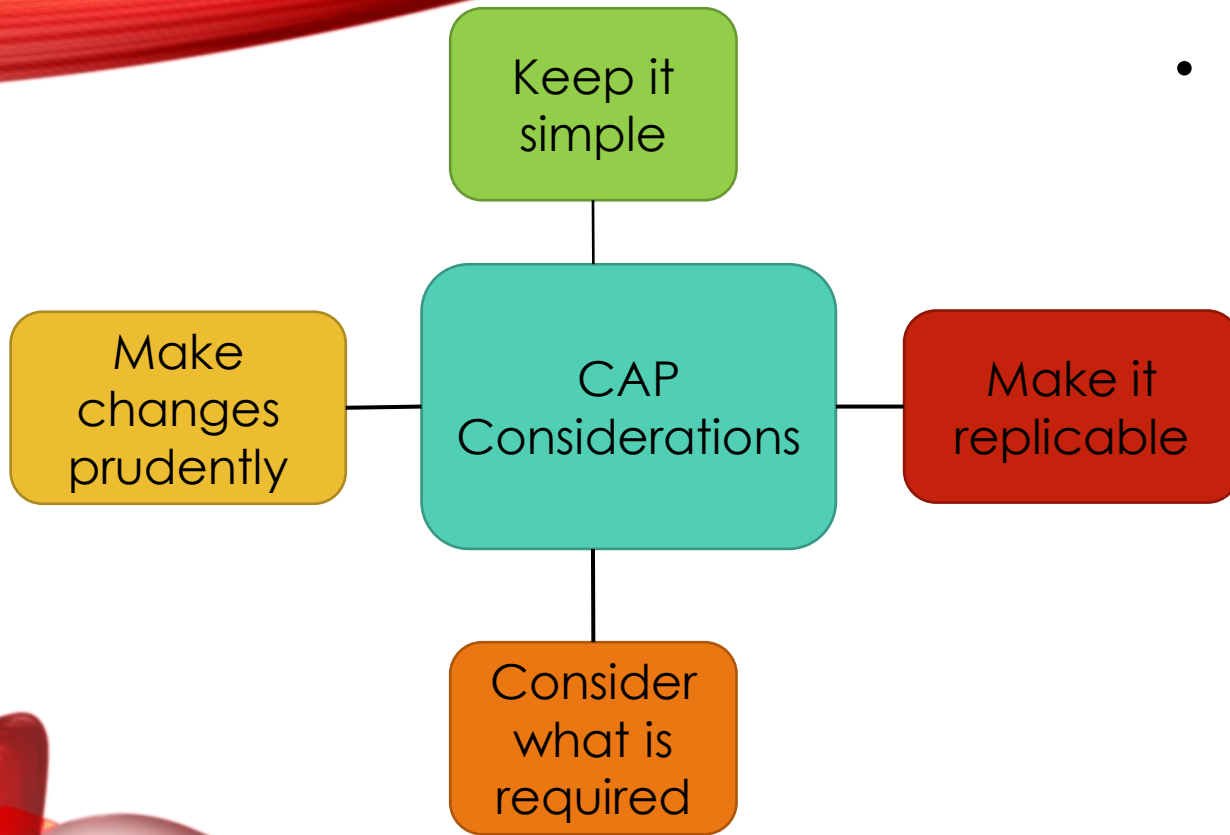 Keep it
simple
•
Make
changes
prudently
CAP
Considerations
Make it
replicable
Consider
what is
required